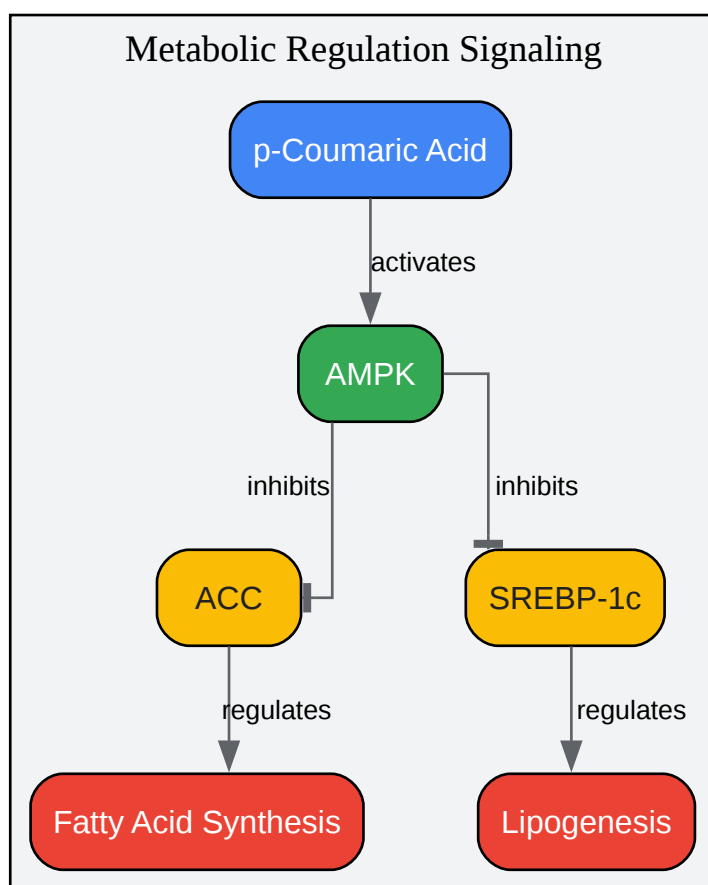 Metabolic Regulation Signaling
p-Coumaric Acid
activates
AMPK
inhibits
inhibits
ACC
SREBP-1c
regulates
regulates
Fatty Acid Synthesis
Lipogenesis